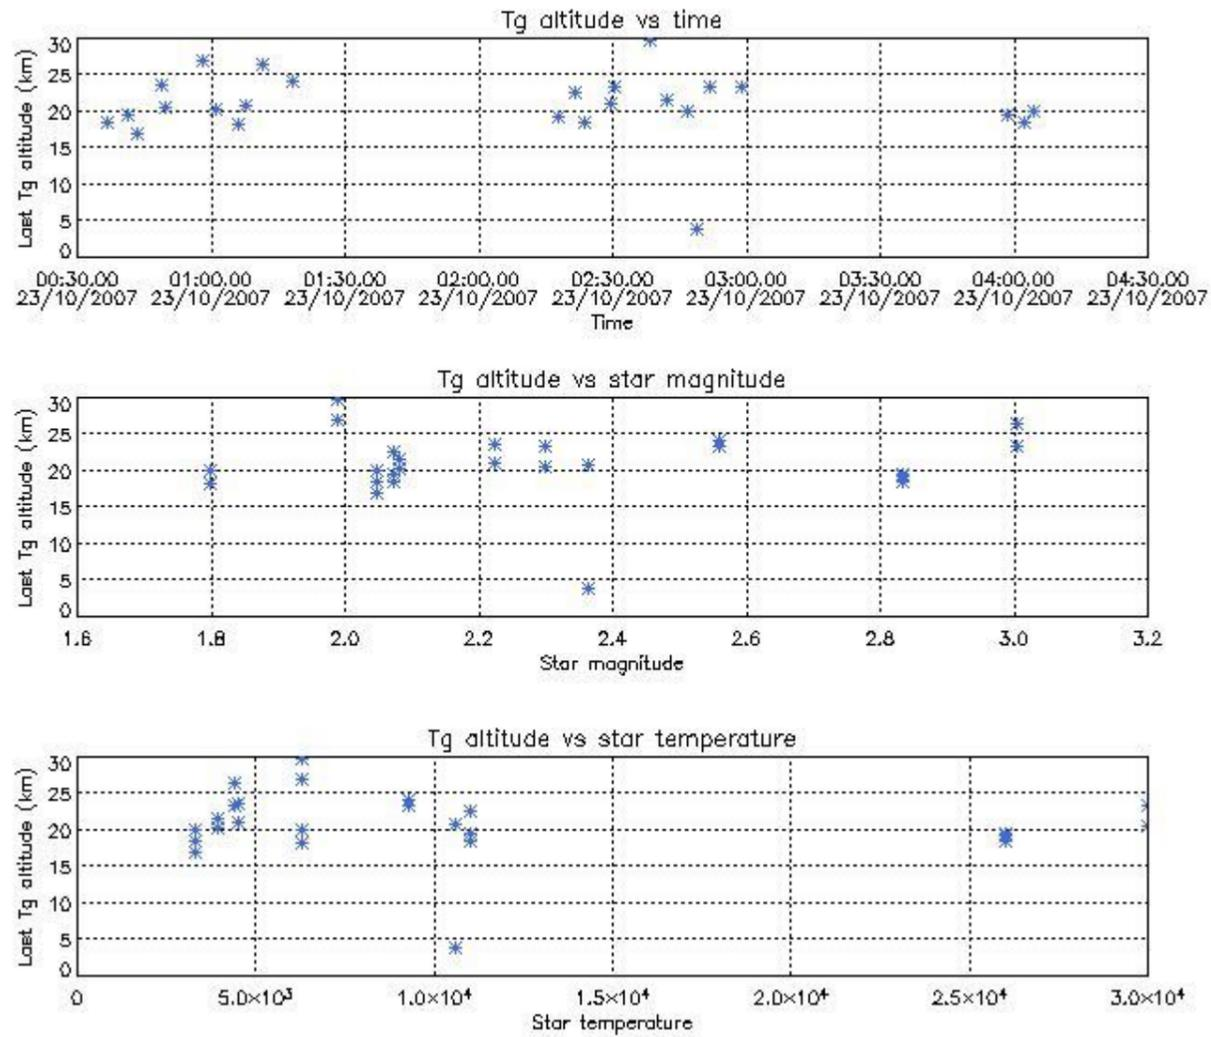 Tg altitude vs time
Last Tg altitude (km)
30
25
20
15
10
5
0
00:30.00 01:00.00 01:30.00 02:00.00 02:30.00 03:00.00 03:30.00 04:00.00 04:30.00
23/10/2007 23/10/2007 23/10/2007 23/10/2007 23/10/2007 23/10/2007 23/10/2007 23/10/2007 23/10/2007
Time
Tg altitude vs star magnitude
Last Tg altitude (km)
30
25
20
15
10
5
0
1.6 1.8 2.0 2.2 2.4 2.6 2.8 3.0 3.2
Star magnitude
Tg altitude vs star temperature
Last Tg altitude (km)
30
25
20
15
10
5
0
0 5.0×10³ 1.0×10⁴ 1.5×10⁴ 2.0×10⁴ 2.5×10⁴ 3.0×10⁴
Star temperature